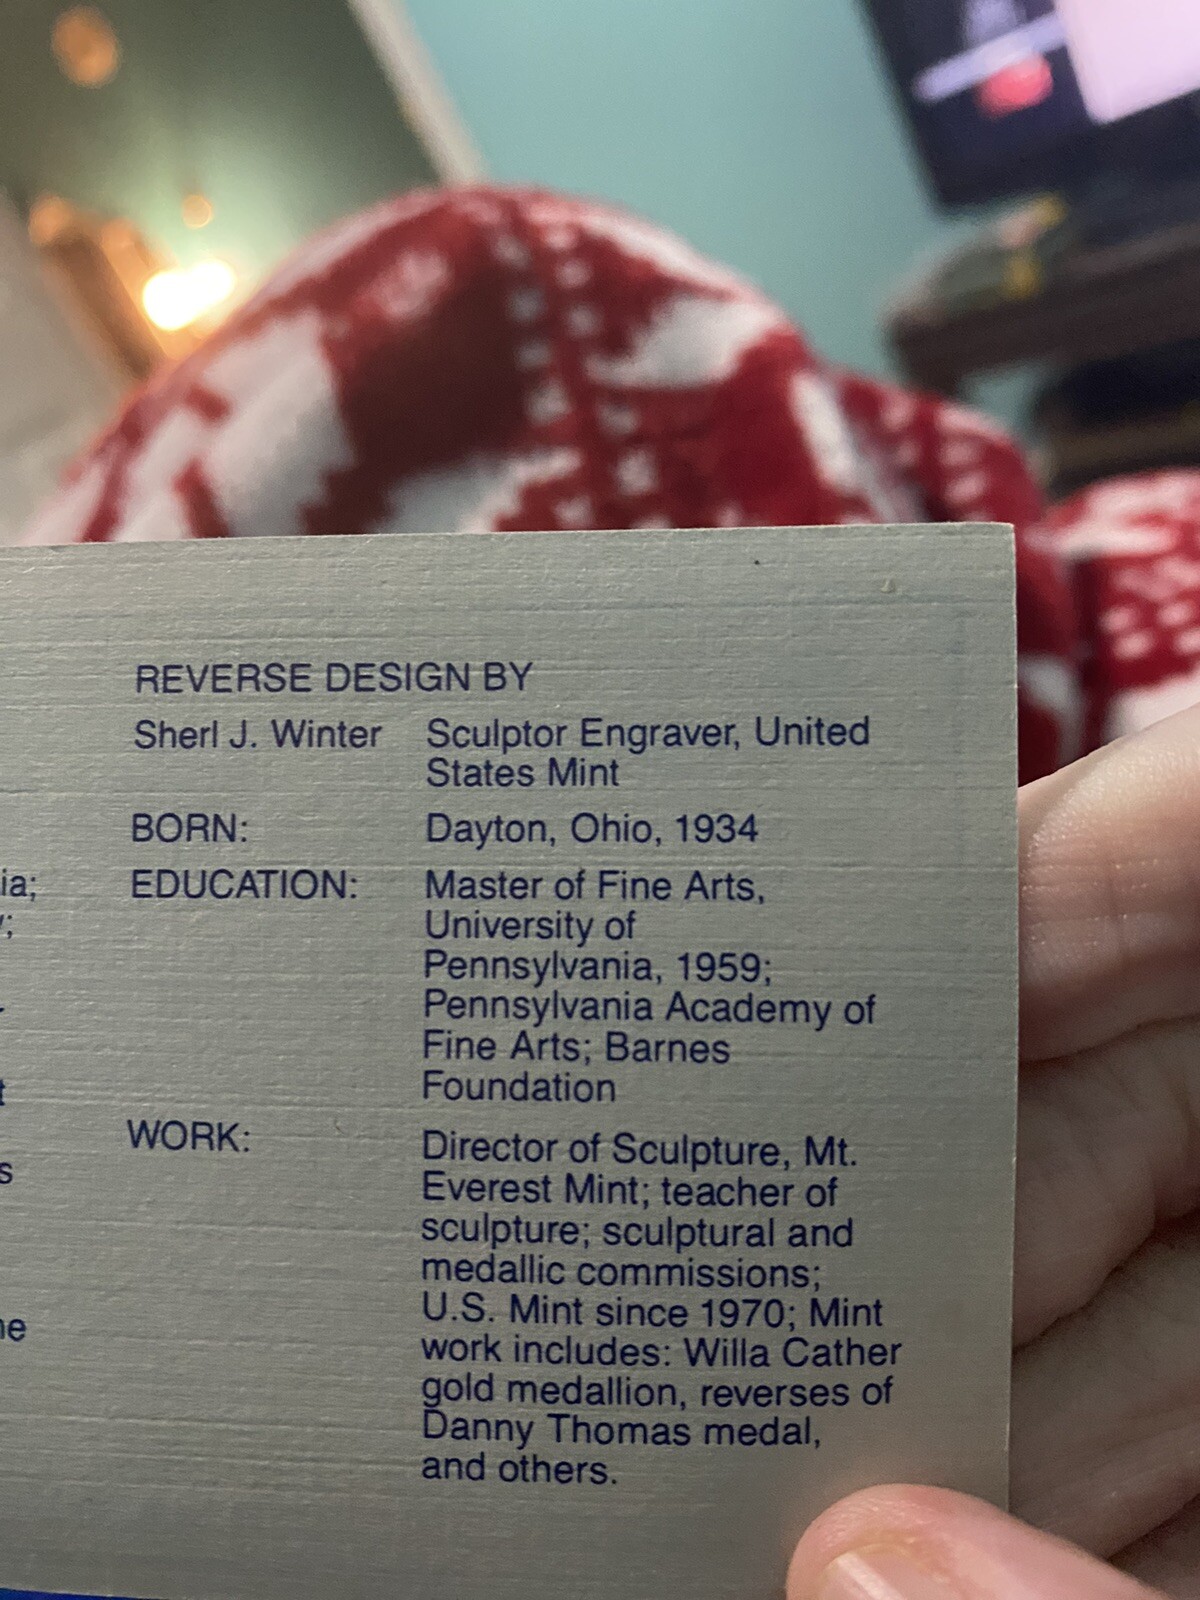 REVERSE DESIGN BY
Sherl J. Winter Sculptor Engraver, United
States Mint
BORN: Dayton, Ohio, 1934
ia;
EDUCATION: Master of Fine Arts,
University of
Pennsylvania, 1959;
Pennsylvania Academy of
Fine Arts; Barnes
Foundation
WORK: Director of Sculpture, Mt.
Everest Mint; teacher of
sculpture; sculptural and
medallic commissions;
U.S. Mint since 1970; Mint
work includes: Willa Cather
gold medallion, reverses of
Danny Thomas medal,
and others.